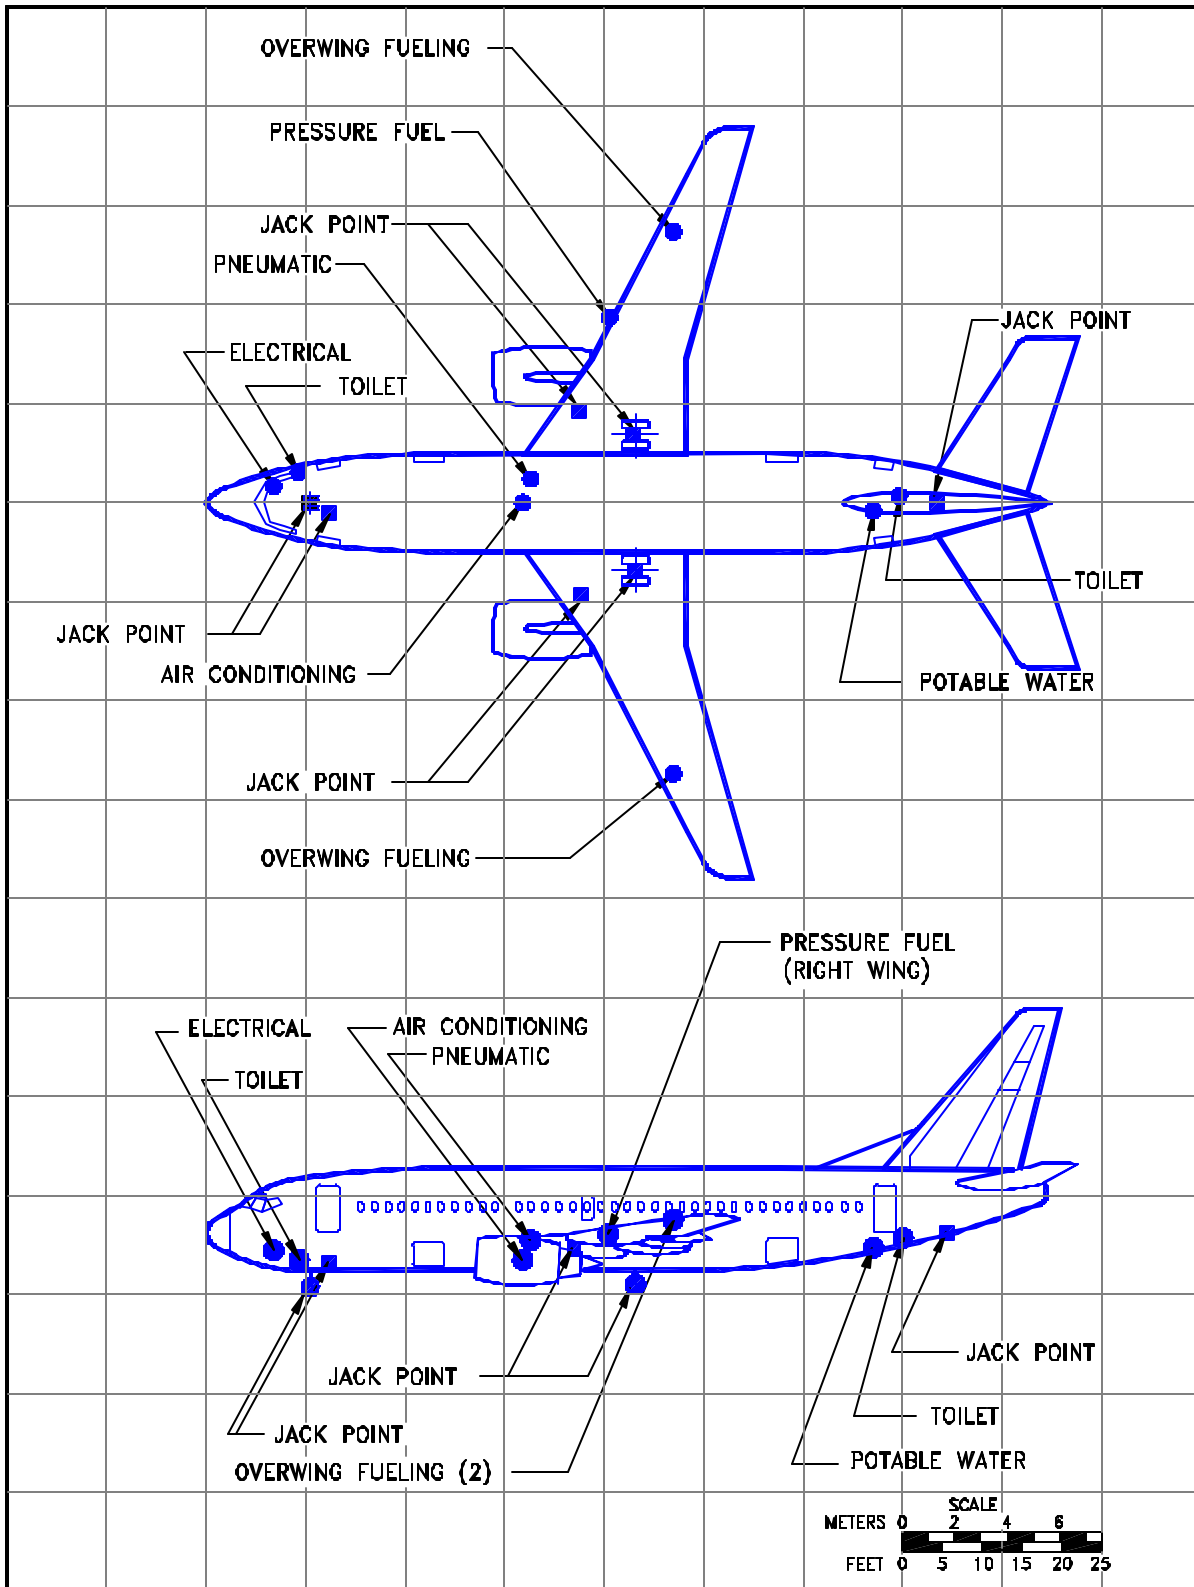 OVERWING FUELING
PRESSURE FUEL
JACK POINT
PNEUMATIC
JACK POINT
ELECTRICAL
TOILET
TOILET
JACK POINT
AIR CONDITIONING
POTABLE WATER
JACK POINT
OVERWING FUELING
PRESSURE FUEL
(RIGHT WING)
ELECTRICAL
AIR CONDITIONING
PNEUMATIC
TOILET
JACK POINT
JACK POINT
TOILET
JACK POINT
POTABLE WATER
OVERWING FUELING (2)
SCALE
METERS 0 2 4 6
FEET 0 5 10 15 20 25